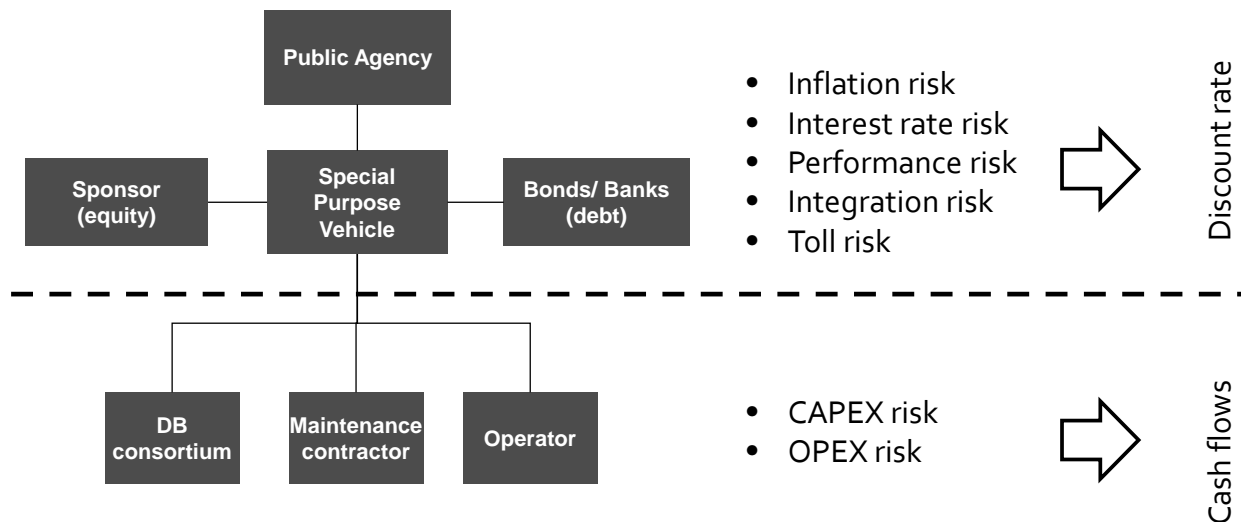 Public Agency
Sponsor
(equity)
Special
Purpose
Vehicle
Bonds/ Banks
(debt)
• Inflation risk
• Interest rate risk
• Performance risk
• Integration risk
• Toll risk
Discount rate
DB
consortium
Maintenance
contractor
Operator
• CAPEX risk
• OPEX risk
Cash flows